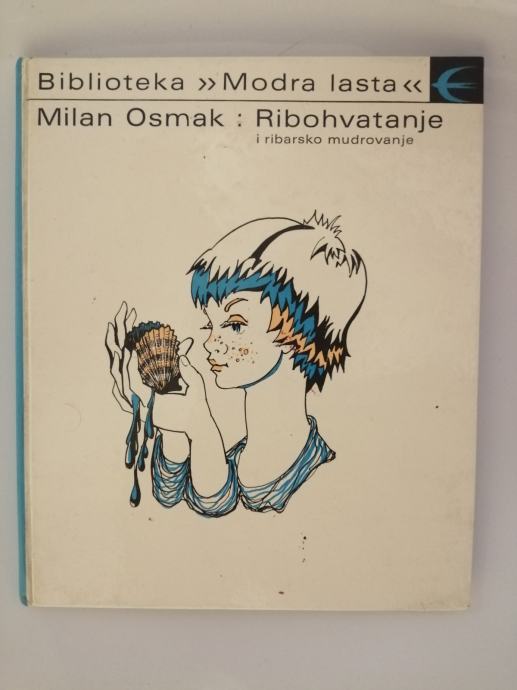 Biblioteka »Modra lasta«
Milan Osmak : Ribohvatanje
i ribarsko mudrovanje